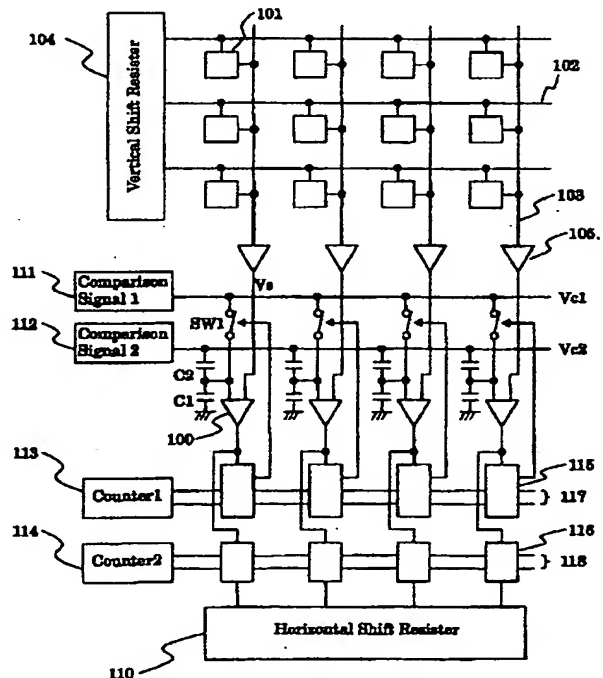 101
104
Vertical Shift Resister
102
103
105
111
Comparison Signal 1
Vs
Vc1
SW1
112
Comparison Signal 2
Vc2
C2
C1
100
113
Counter1
115
117
114
Counter2
116
118
Horizontal Shift Resister
110